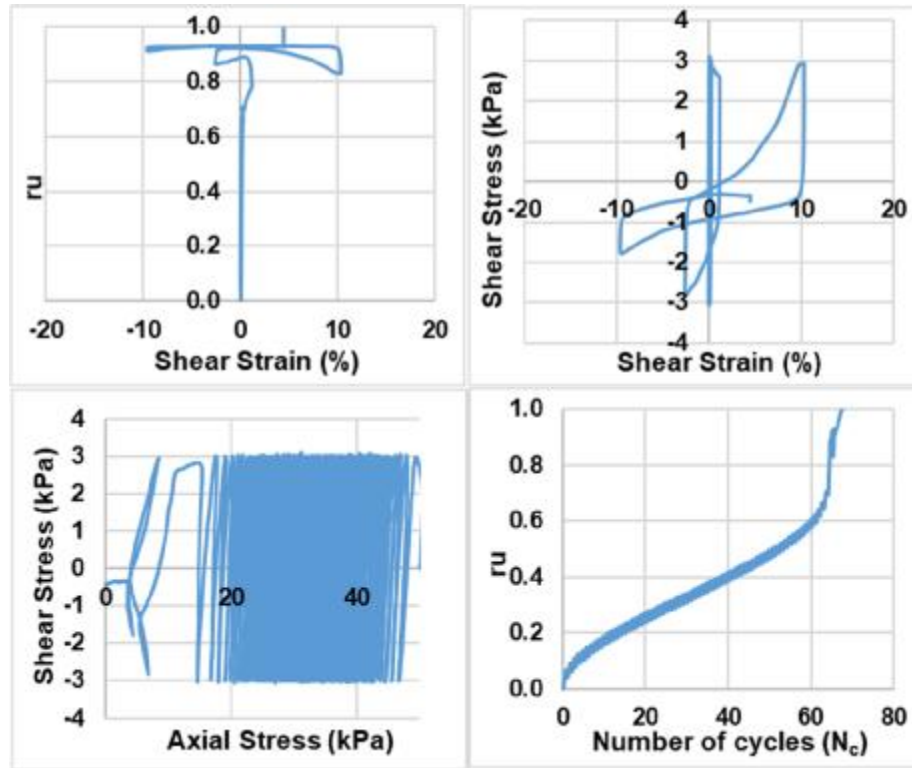 1.0
0.8
0.6
0.4
0.2
0.0
ru
-20 -10 0 10 20
Shear Strain (%)
4
3
2
1
0
-1
-2
-3
-4
Shear Stress (kPa)
-20 -10 0 10 20
Shear Strain (%)
4
3
2
1
0
-1
-2
-3
-4
Shear Stress (kPa)
0 20 40
Axial Stress (kPa)
1.0
0.8
0.6
0.4
0.2
0.0
ru
0 20 40 60 80
Number of cycles (Nc)